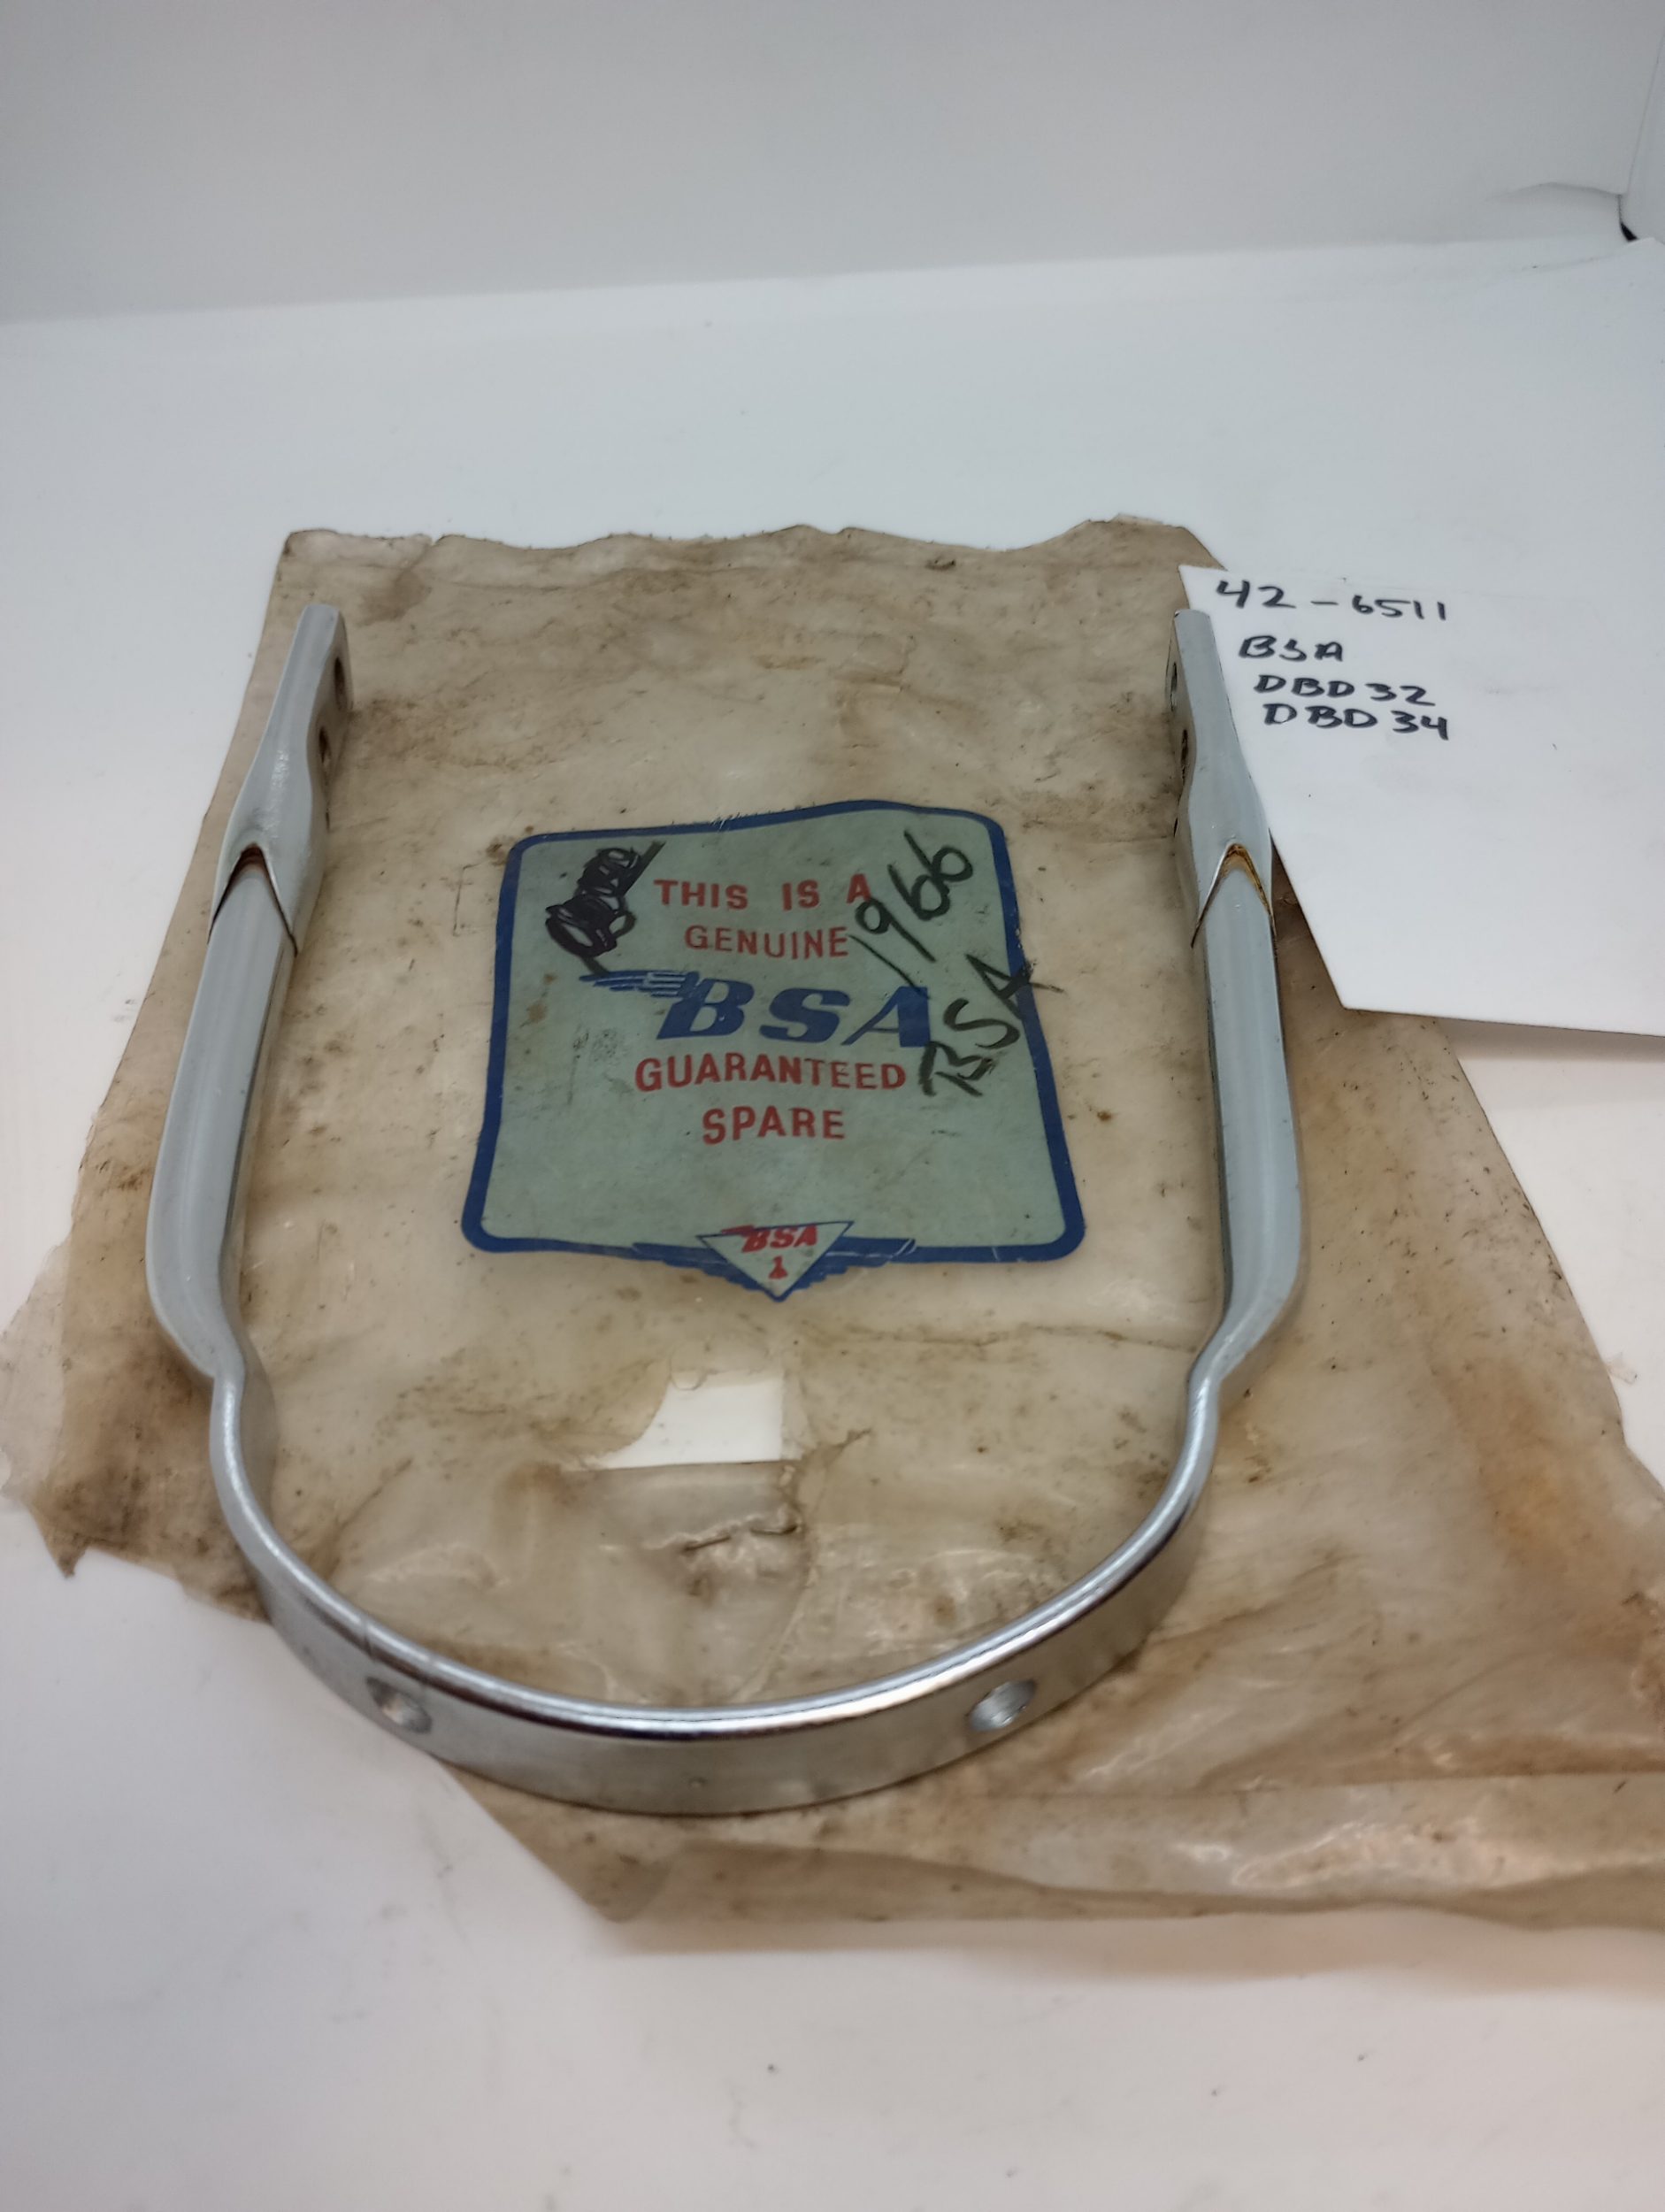 42-6511
BSA
DBD32
DBD34
THIS IS A
GENUINE
BSA
GUARANTEED
SPARE
1966
BSA
BSA